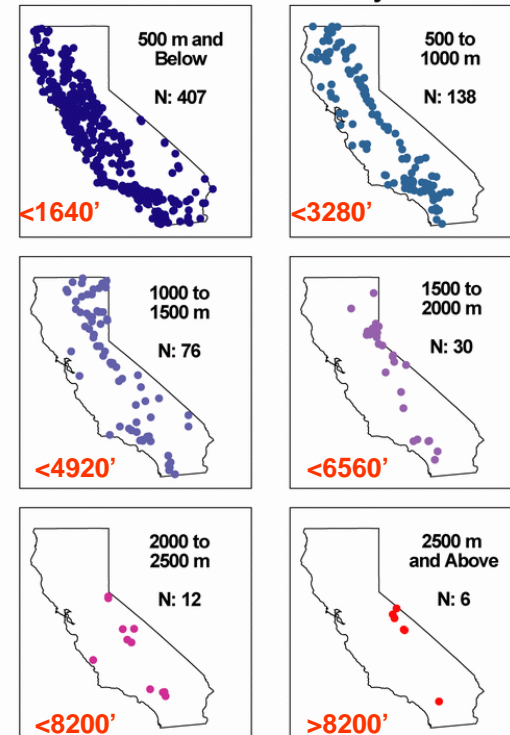 500 m and
Below
N: 407
<1640’
500 to
1000 m
N: 138
<3280’
1000 to
1500 m
N: 76
<4920’
1500 to
2000 m
N: 30
<6560’
2000 to
2500 m
N: 12
<8200’
2500 m
and Above
N: 6
>8200’